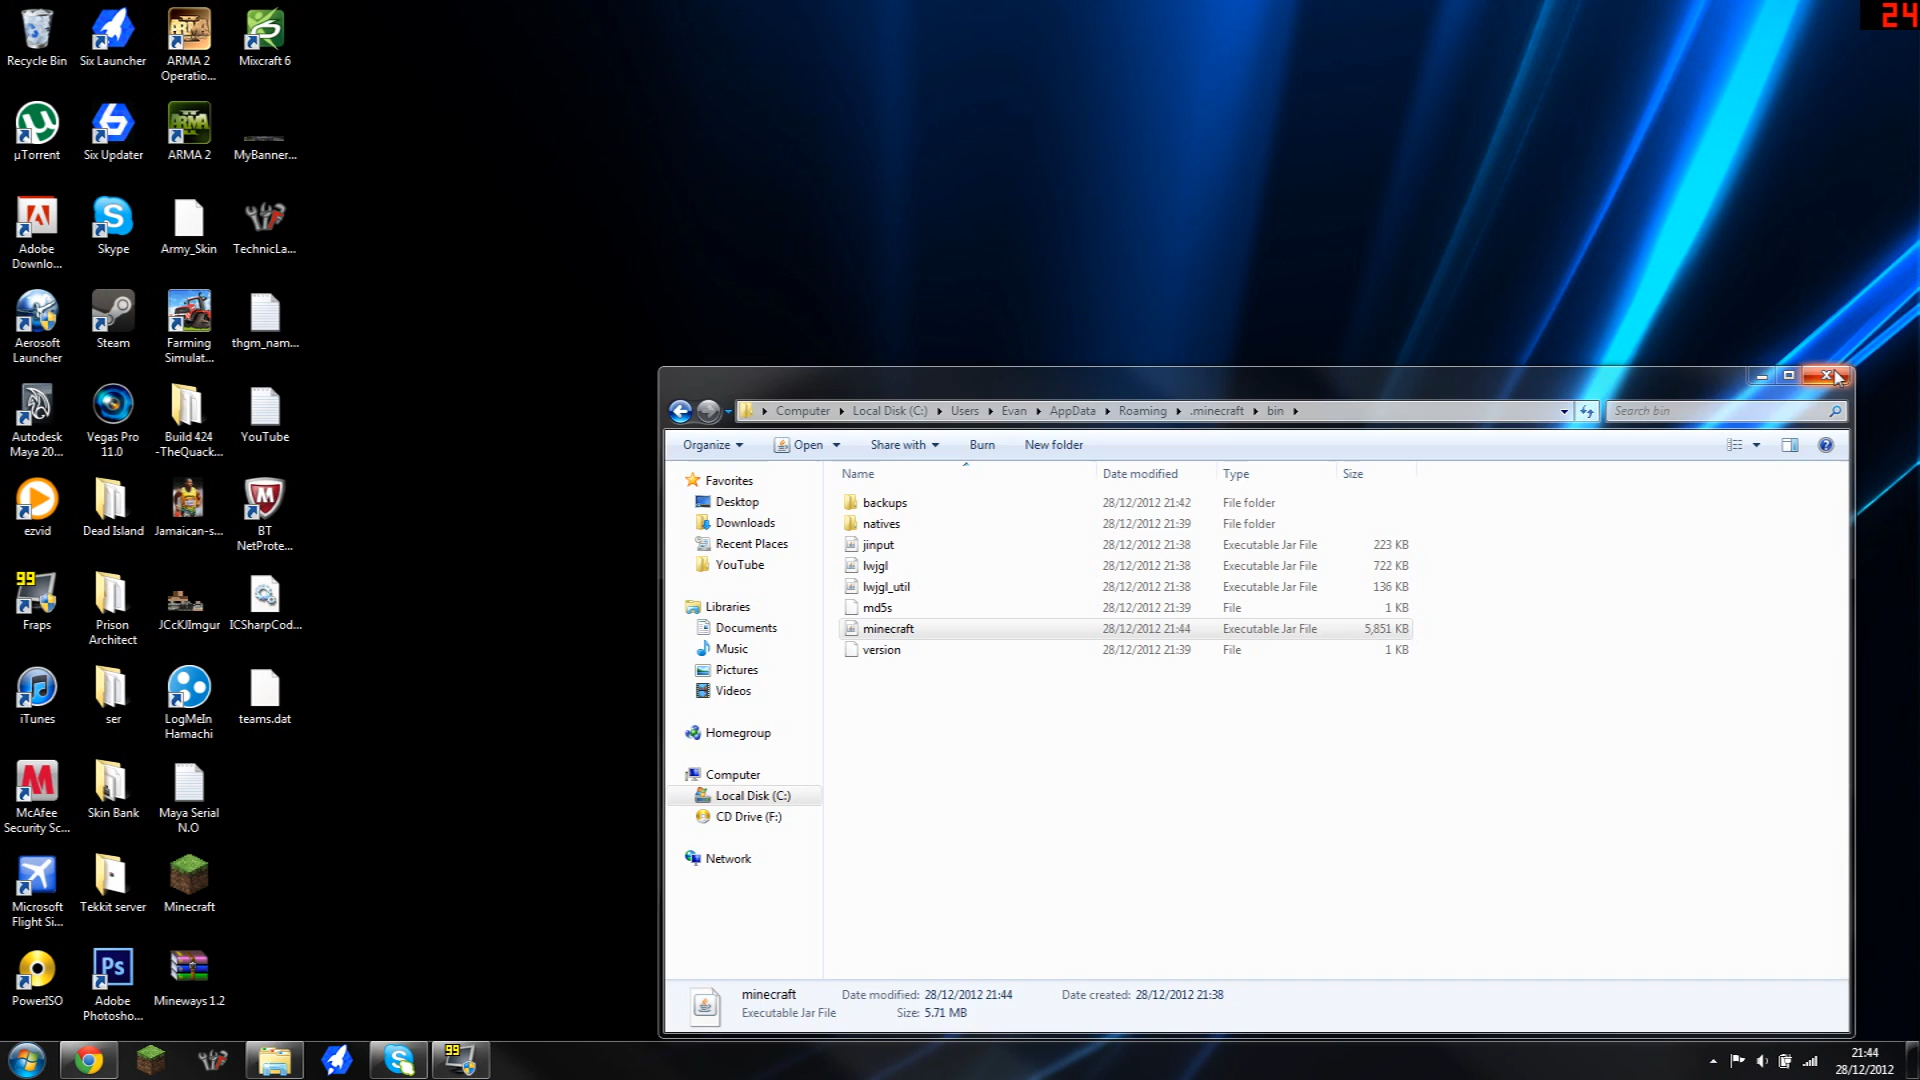 24
Recycle Bin
Six Launcher
ARMA 2
Operatio...
Mixcraft 6
µTorrent
Six Updater
ARMA 2
MyBanner...
Adobe
Downlo...
Skype
Army_Skin
TechnicLa...
Aerosoft
Launcher
Steam
Farming
Simulat...
thgm_nam...
Autodesk
Maya 20...
Vegas Pro
11.0
Build 424
-TheQuack...
YouTube
ezvid
Dead Island
Jamaican-s...
BT
NetProte...
99
Fraps
Prison
Architect
JCcKJImgur
ICSharpCod...
iTunes
ser
LogMeIn
Hamachi
teams.dat
McAfee
Security Sc...
Skin Bank
Maya Serial
N.O
Microsoft
Flight Si...
Tekkit server
Minecraft
PowerISO
Adobe
Photosho...
Mineways 1.2
Computer Local Disk (C:) Users Evan AppData Roaming .minecraft bin
Search bin
Organize Open Share with Burn New folder
Favorites
Desktop
Downloads
Recent Places
YouTube
Libraries
Documents
Music
Pictures
Videos
Homegroup
Computer
Local Disk (C:)
CD Drive (F:)
Network
Name Date modified Type Size
backups 28/12/2012 21:42 File folder
natives 28/12/2012 21:39 File folder
jinput 28/12/2012 21:38 Executable Jar File 223 KB
lwjgl 28/12/2012 21:38 Executable Jar File 722 KB
lwjgl_util 28/12/2012 21:38 Executable Jar File 136 KB
md5s 28/12/2012 21:39 File 1 KB
minecraft 28/12/2012 21:44 Executable Jar File 5,851 KB
version 28/12/2012 21:39 File 1 KB
minecraft Date modified: 28/12/2012 21:44 Date created: 28/12/2012 21:38
Executable Jar File Size: 5.71 MB
99
21:44
28/12/2012